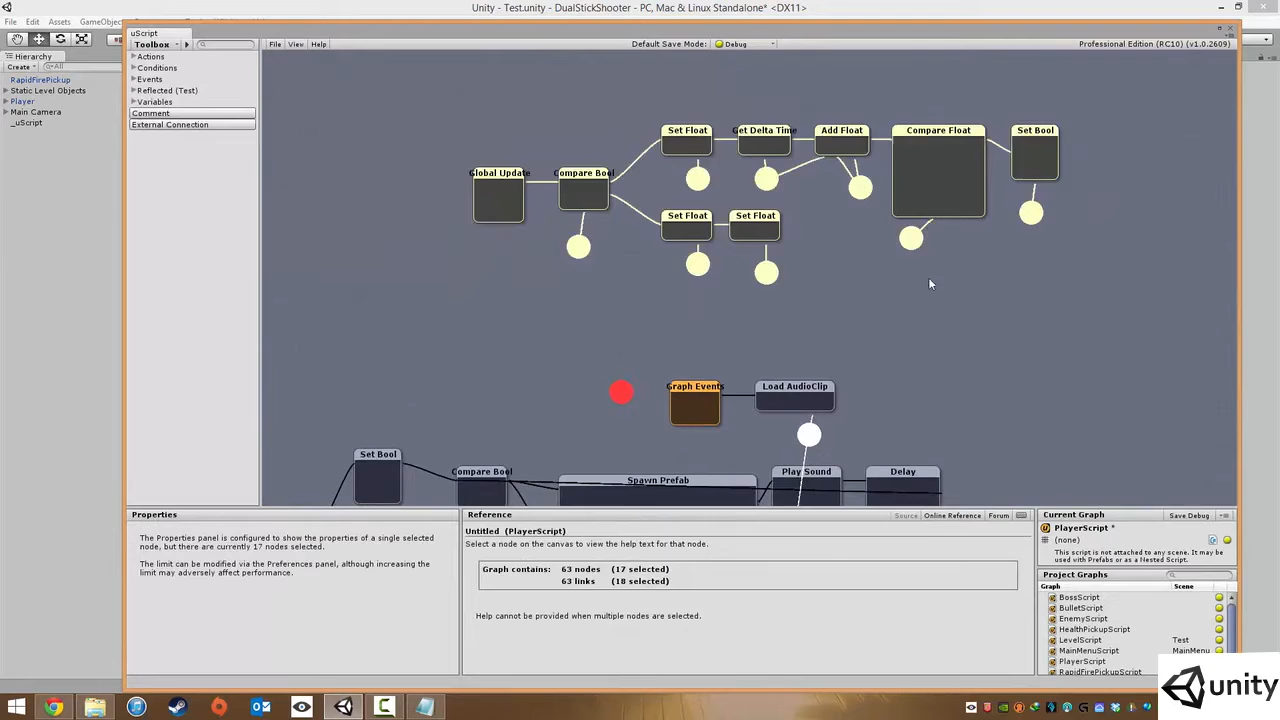 Unity - Test.unity - DualStickShooter - PC, Mac & Linux Standalone* <DX11>
File Edit Assets GameObject
uScript
Toolbox
File View Help
Default Save Mode: Debug
Professional Edition (RC10) (v1.0.2609)
Hierarchy
Create All
RapidFirePickup
Static Level Objects
Player
Main Camera
_uScript
Actions
Conditions
Events
Reflected (Test)
Variables
Comment
External Connection
Set Float Get Delta Time Add Float Compare Float Set Bool
Global Update Compare Bool
Set Float Set Float
Graph Events Load AudioClip
Set Bool
Compare Bool Spawn Prefab Play Sound Delay
Properties
The Properties panel is configured to show the properties of a single selected
node, but there are currently 17 nodes selected.
The limit can be modified via the Preferences panel, although increasing the
limit may adversely affect performance.
Reference Source Online Reference Forum
Untitled (PlayerScript)
Select a node on the canvas to view the help text for that node.
Graph contains: 63 nodes (17 selected)
63 links (18 selected)
Help cannot be provided when multiple nodes are selected.
Current Graph Save Debug
PlayerScript *
(none)
This script is not attached to any scene. It may be
used with Prefabs or as a Nested Script.
Project Graphs
Graph Scene
BossScript
BulletScript
EnemyScript
HealthPickupScript
LevelScript Test
MainMenuScript MainMenu
PlayerScript
RapidFirePickupScript
unity